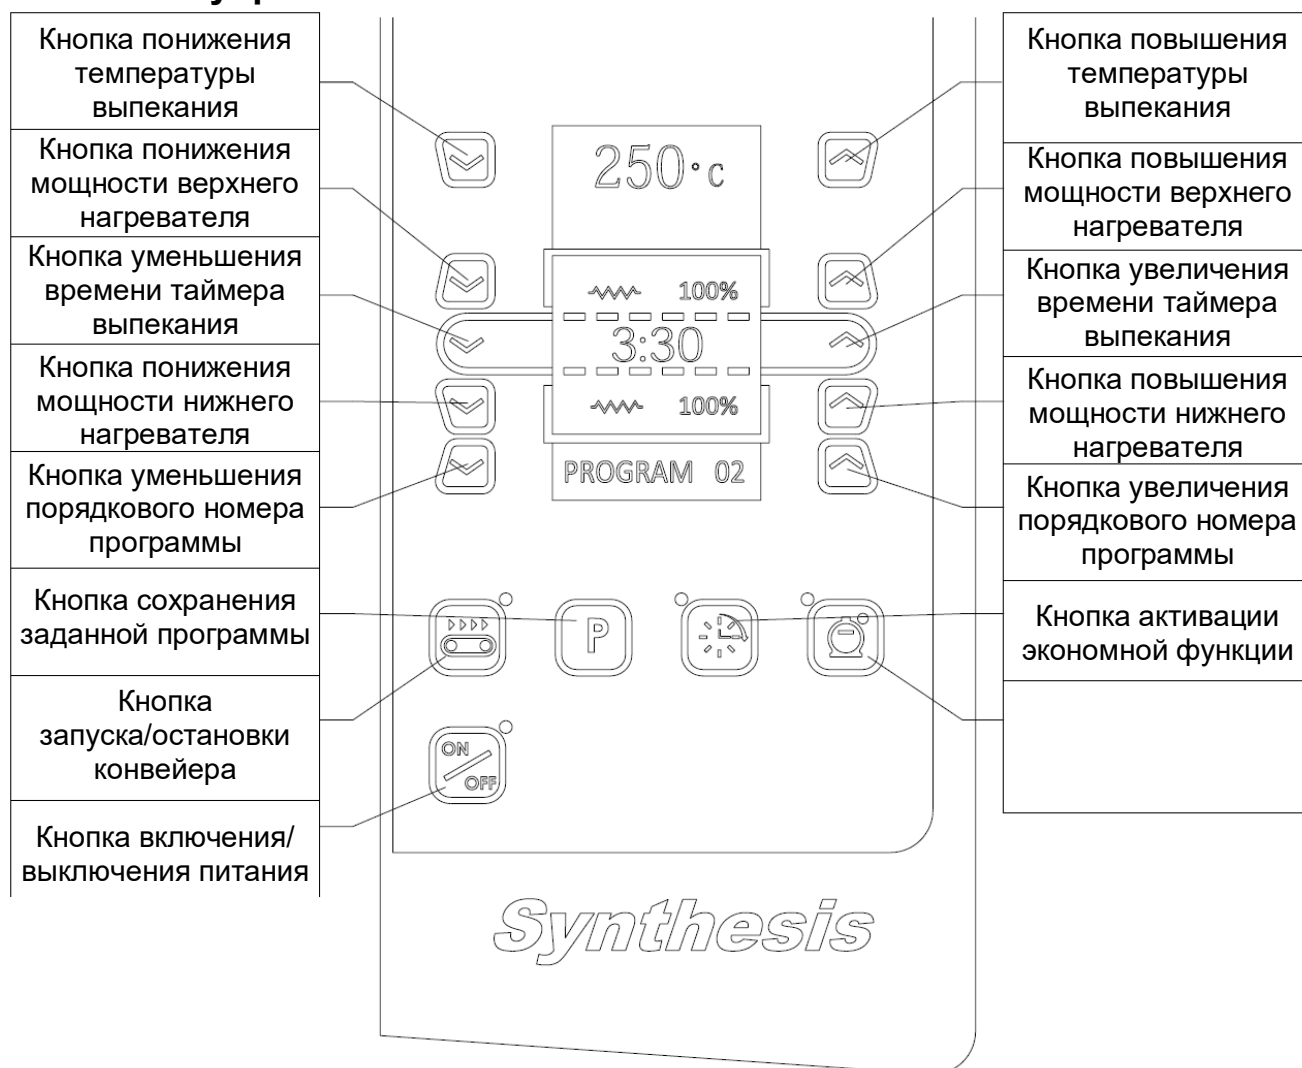 Кнопка понижения
температуры
выпекания
Кнопка понижения
мощности верхнего
нагревателя
Кнопка уменьшения
времени таймера
выпекания
Кнопка понижения
мощности нижнего
нагревателя
Кнопка уменьшения
порядкового номера
программы
Кнопка сохранения
заданной программы
Кнопка
запуска/остановки
конвейера
Кнопка включения/
выключения питания
250°C
100%
3:30
100%
PROGRAM 02
P
ON
OFF
Synthesis
Кнопка повышения
температуры
выпекания
Кнопка повышения
мощности верхнего
нагревателя
Кнопка увеличения
времени таймера
выпекания
Кнопка повышения
мощности нижнего
нагревателя
Кнопка увеличения
порядкового номера
программы
Кнопка активации
экономной функции